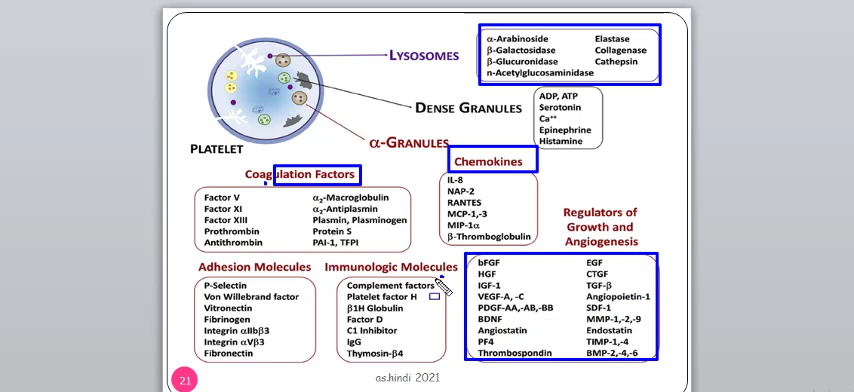 LYSOSOMES
α-Arabinoside Elastase
β-Galactosidase Collagenase
β-Glucuronidase Cathepsin
n-Acetylglucosaminidase
DENSE GRANULES
ADP, ATP
Serotonin
Ca++
Epinephrine
Histamine
α-GRANULES
PLATELET
Coagulation Factors
Factor V α2-Macroglobulin
Factor XI α2-Antiplasmin
Factor XIII Plasmin, Plasminogen
Prothrombin Protein S
Antithrombin PAI-1, TFPI
Chemokines
IL-8
NAP-2
RANTES
MCP-1,-3
MIP-1α
β-Thromboglobulin
Regulators of
Growth and
Angiogenesis
bFGF EGF
HGF CTGF
IGF-1 TGF-β
VEGF-A, -C Angiopoietin-1
PDGF-AA,-AB,-BB SDF-1
BDNF MMP-1,-2,-9
Angiostatin Endostatin
PF4 TIMP-1,-4
Thrombospondin BMP-2,-4,-6
Adhesion Molecules
P-Selectin
Von Willebrand factor
Vitronectin
Fibrinogen
Integrin αIIbβ3
Integrin αVβ3
Fibronectin
Immunologic Molecules
Complement factors
Platelet factor H
β1H Globulin
Factor D
C1 Inhibitor
IgG
Thymosin-β4
21
as.hindi 2021